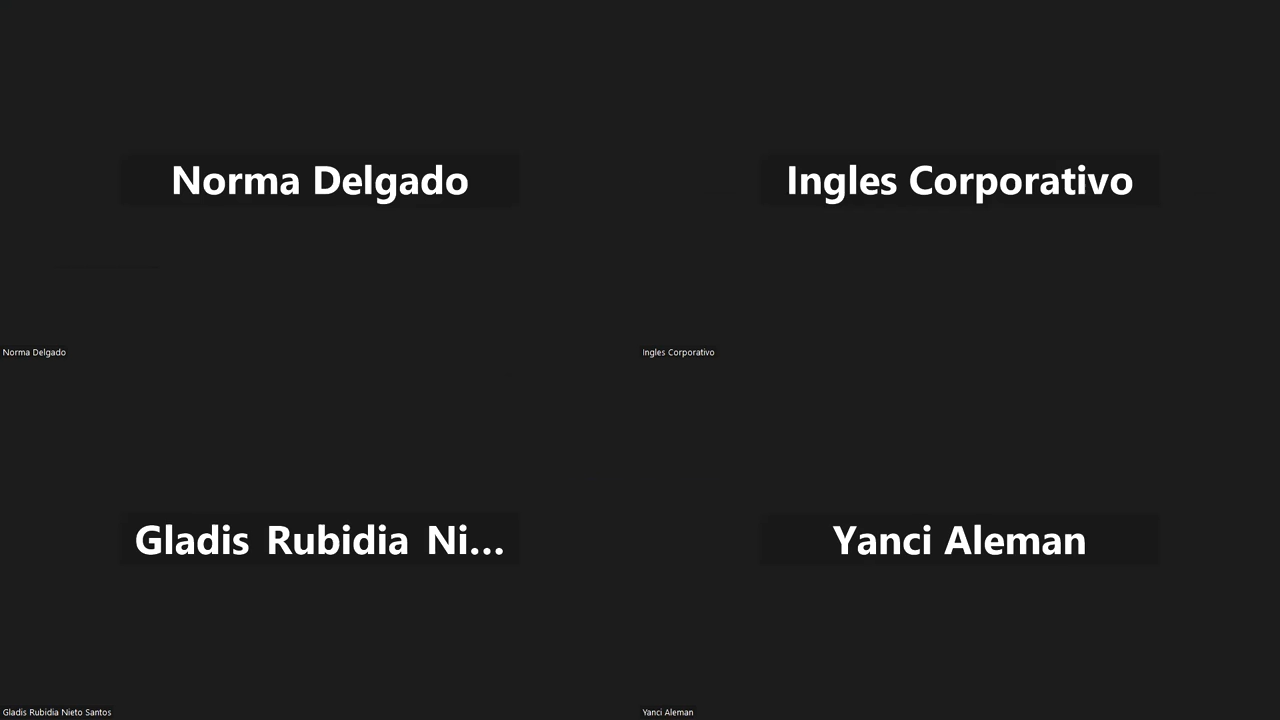 Norma Delgado
Ingles Corporativo
Norma Delgado
Ingles Corporativo
Gladis Rubidia Ni...
Yanci Aleman
Gladis Rubidia Nieto Santos
Yanci Aleman